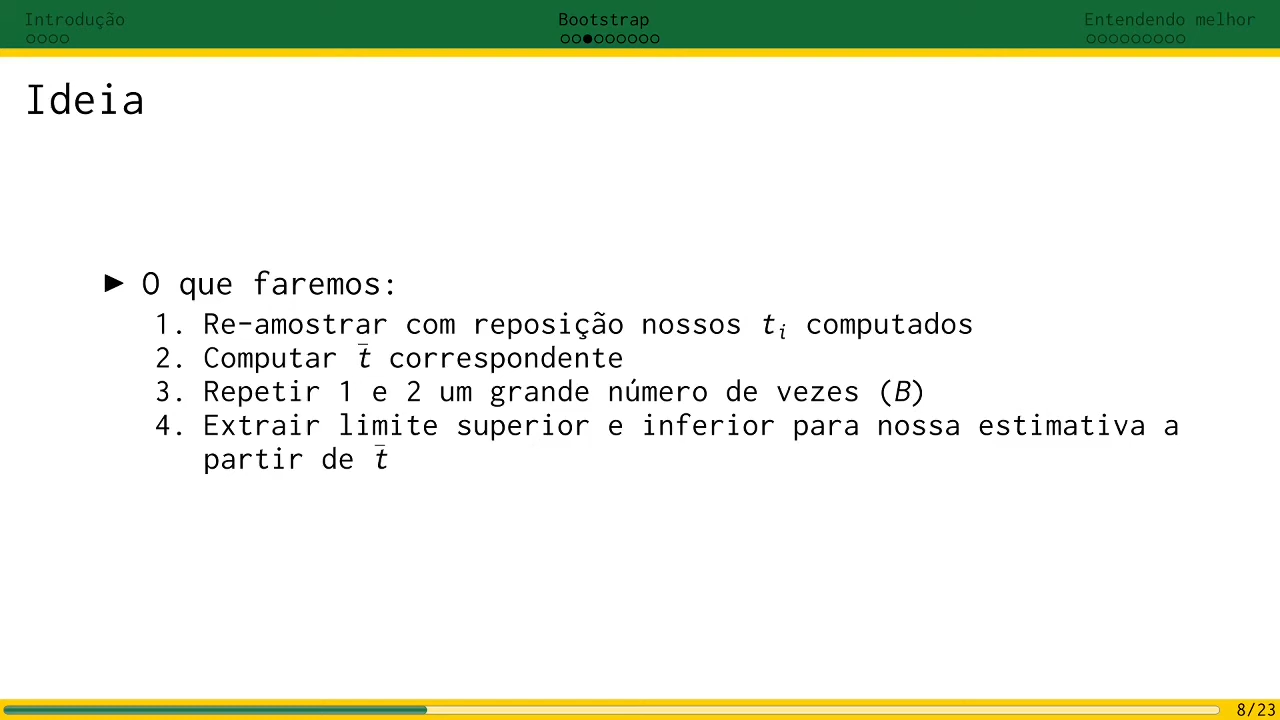 Introdução
Bootstrap
Entendendo melhor
Ideia
▶ O que faremos:
1. Re-amostrar com reposição nossos tᵢ computados
2. Computar t̄ correspondente
3. Repetir 1 e 2 um grande número de vezes (B)
4. Extrair limite superior e inferior para nossa estimativa a
partir de t̄
8/23